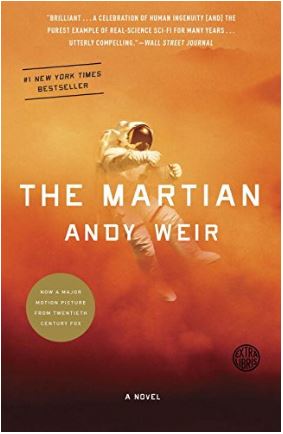 "BRILLIANT . . . A CELEBRATION OF HUMAN INGENUITY [AND] THE
PUREST EXAMPLE OF REAL-SCIENCE SCI-FI FOR MANY YEARS . . .
UTTERLY COMPELLING."—WALL STREET JOURNAL
#1 NEW YORK TIMES
BESTSELLER
THE MARTIAN
ANDY WEIR
NOW A MAJOR
MOTION PICTURE
FROM TWENTIETH
CENTURY FOX
EXTRA
LIBRIS
A NOVEL